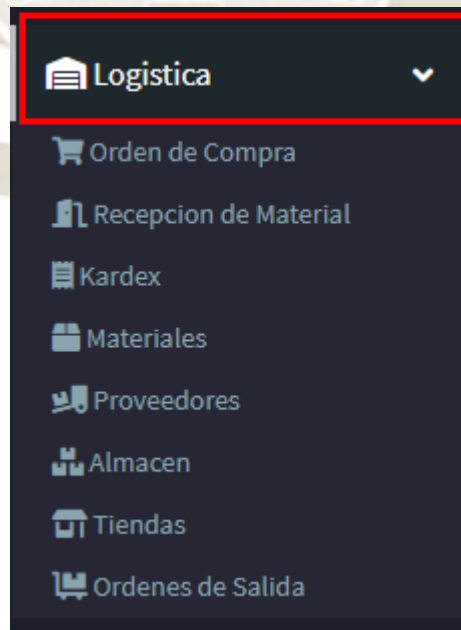 Logistica
Orden de Compra
Recepcion de Material
Kardex
Materiales
Proveedores
Almacen
Tiendas
Ordenes de Salida